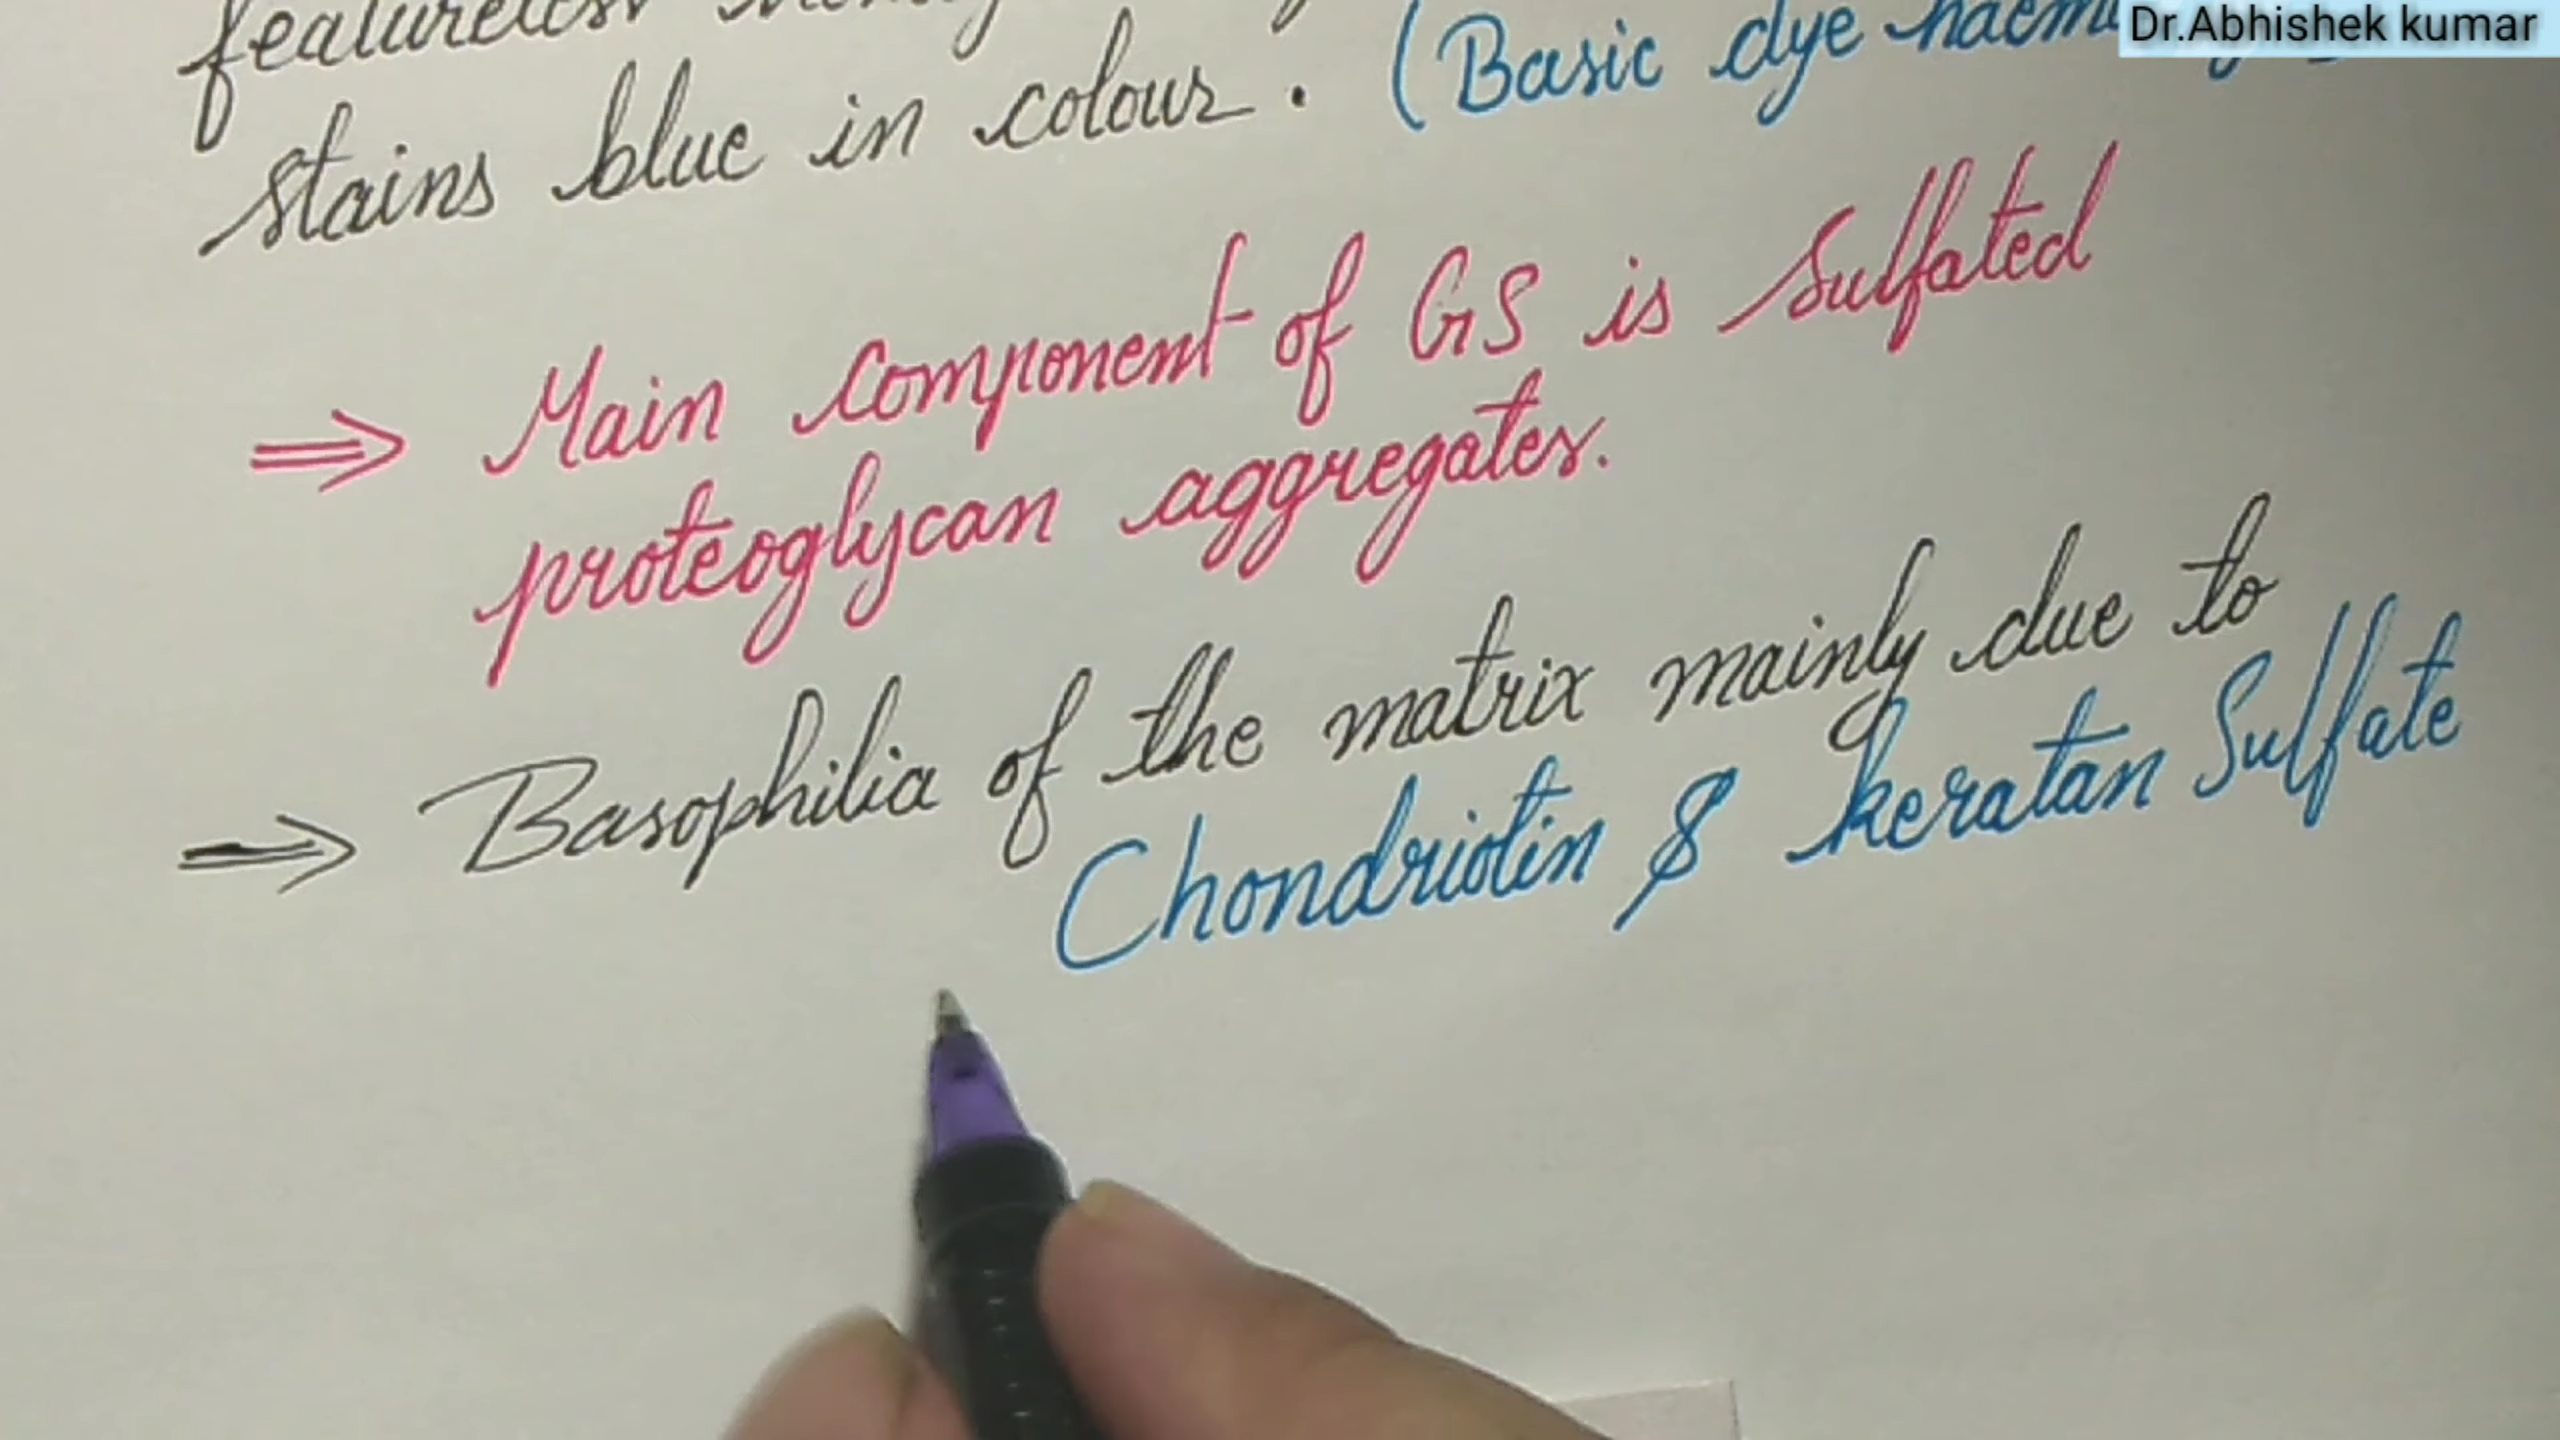 Dr.Abhishek kumar
featureless
stains blue in colour. (Basic dye
⇒ Main component of GS is Sulfated
proteoglycan aggregates.
⇒ Basophilia of the matrix mainly due to
Chondriotin & keratan Sulfate